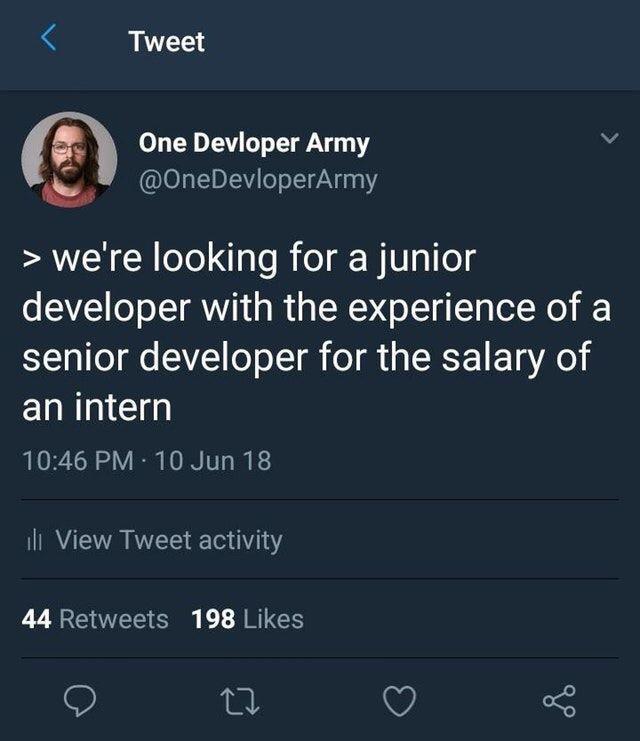 Tweet
One Devloper Army
@OneDevloperArmy
> we're looking for a junior
developer with the experience of a
senior developer for the salary of
an intern
10:46 PM · 10 Jun 18
View Tweet activity
44 Retweets 198 Likes